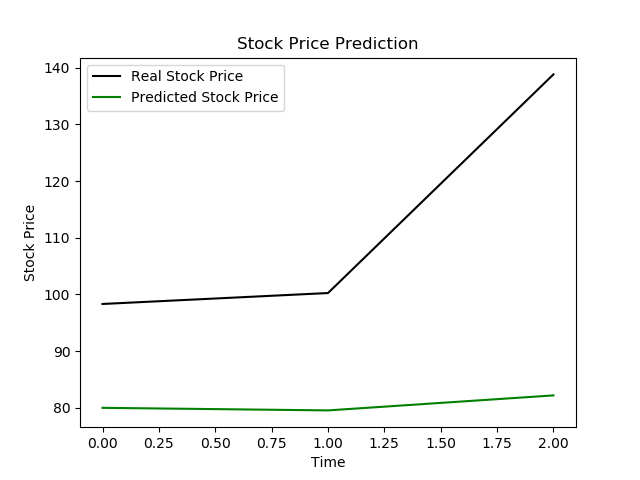 Stock Price Prediction
Real Stock Price
Predicted Stock Price
140
130
120
110
100
90
80
Stock Price
0.00 0.25 0.50 0.75 1.00 1.25 1.50 1.75 2.00
Time